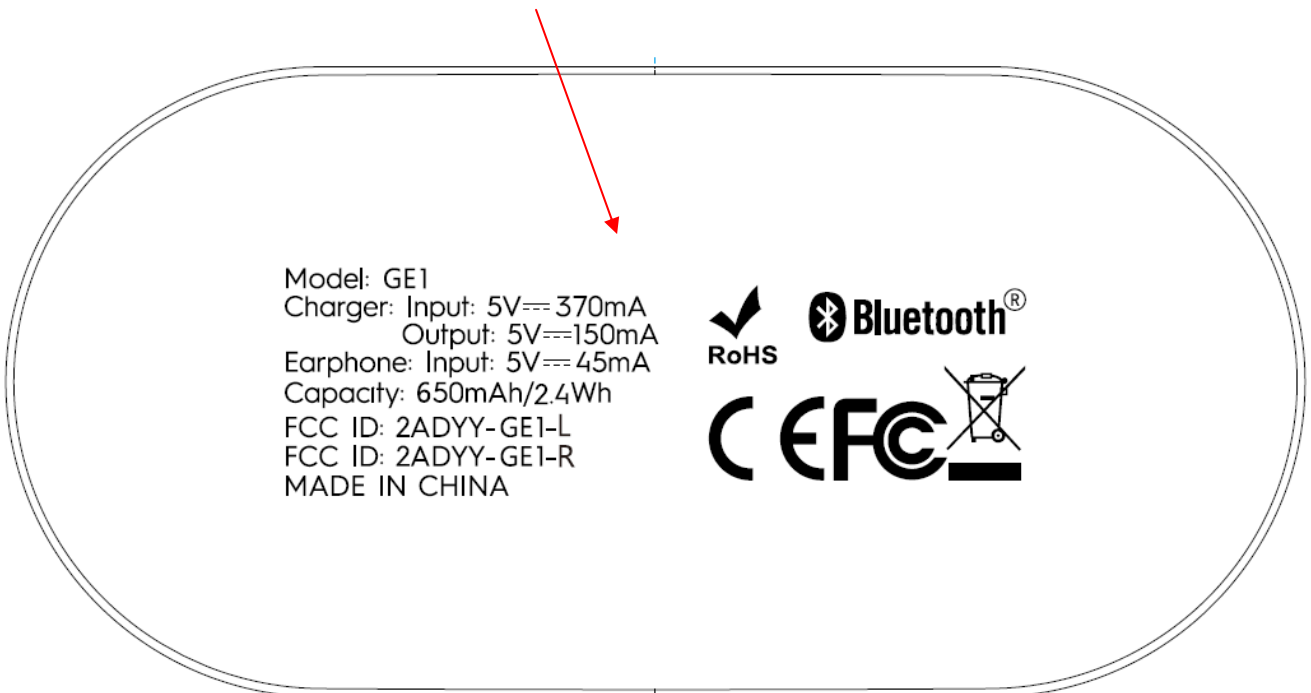 Model: GE1
Charger: Input: 5V⎓370mA
Output: 5V⎓150mA
Earphone: Input: 5V⎓45mA
Capacity: 650mAh/2.4Wh
FCC ID: 2ADYY-GE1-L
FCC ID: 2ADYY-GE1-R
MADE IN CHINA
RoHS
Bluetooth®
CE FC